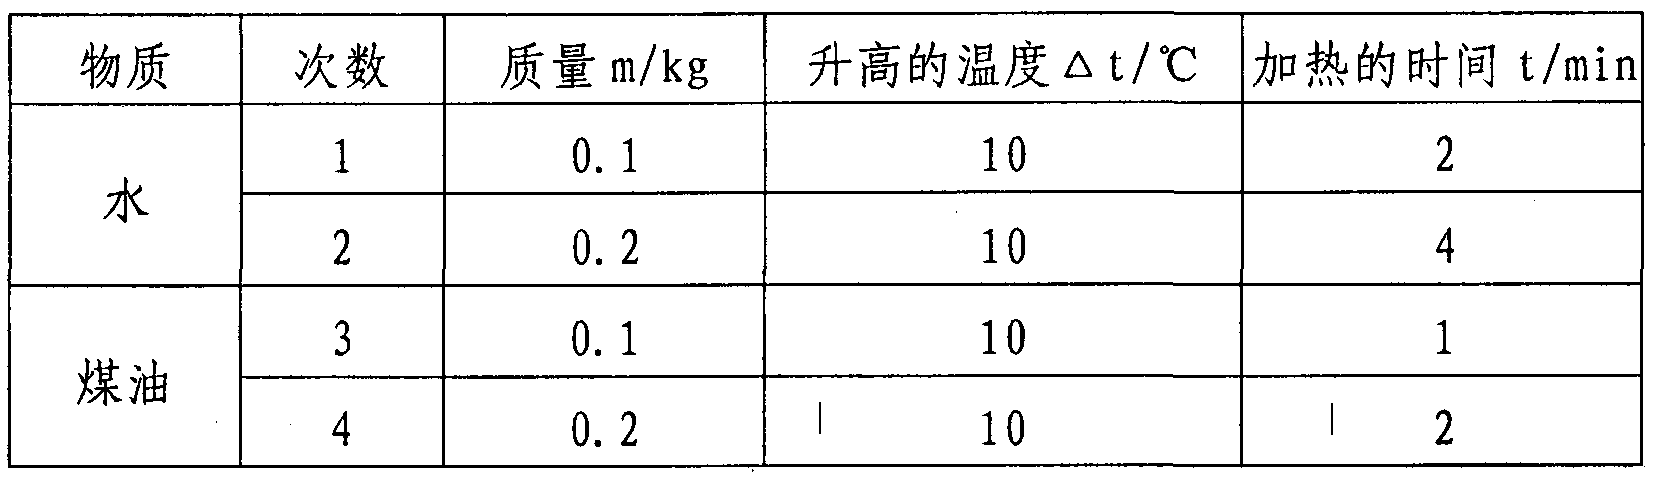 物质 次数 质量m/kg 升高的温度△t/℃ 加热的时间t/min
水 1 0.1 10 2
2 0.2 10 4
煤油 3 0.1 10 1
4 0.2 10 2